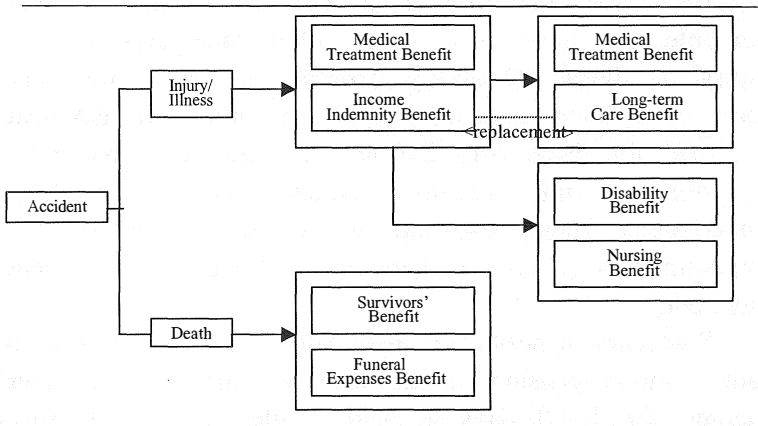 Medical
Treatment Benefit
Medical
Treatment Benefit
Injury/
Illness
Income
Indemnity Benefit
Long-term
Care Benefit
<replacement>
Accident
Disability
Benefit
Nursing
Benefit
Survivors'
Benefit
Death
Funeral
Expenses Benefit